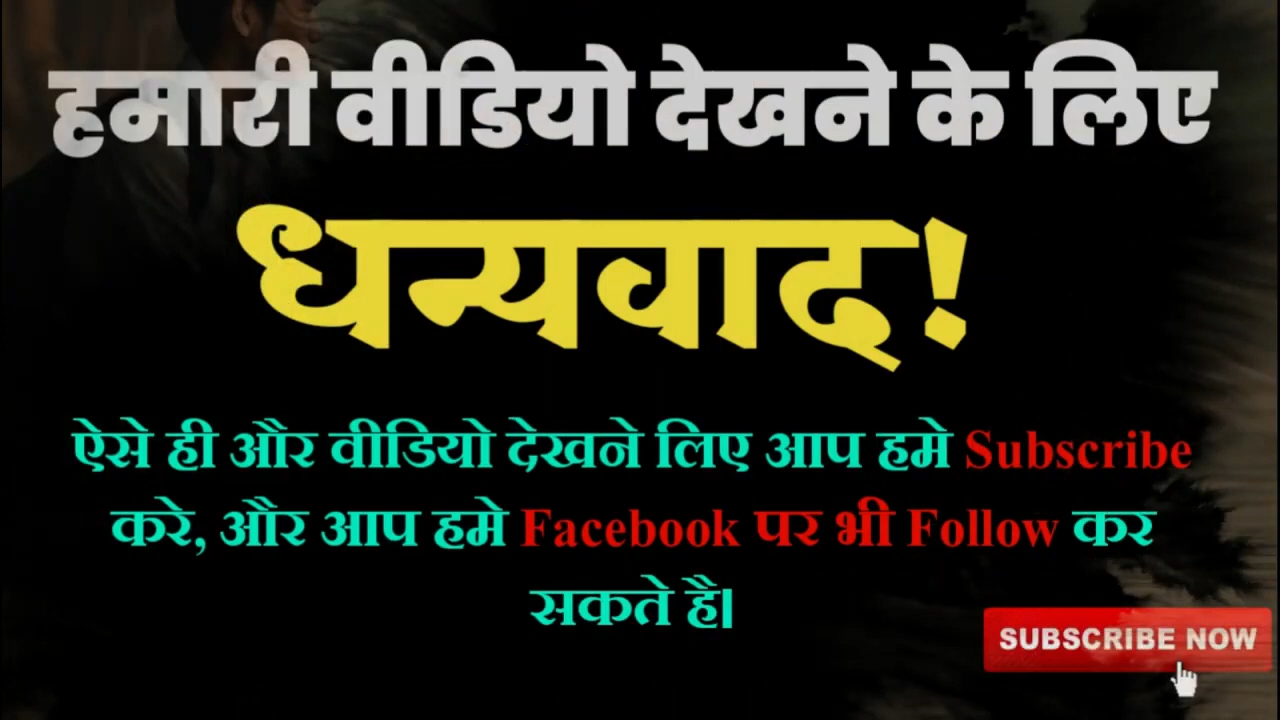 हमारी वीडियो देखने के लिए
धन्यवाद!
ऐसे ही और वीडियो देखने लिए आप हमे Subscribe
करे, और आप हमे Facebook पर भी Follow कर
सकते है।
SUBSCRIBE NOW